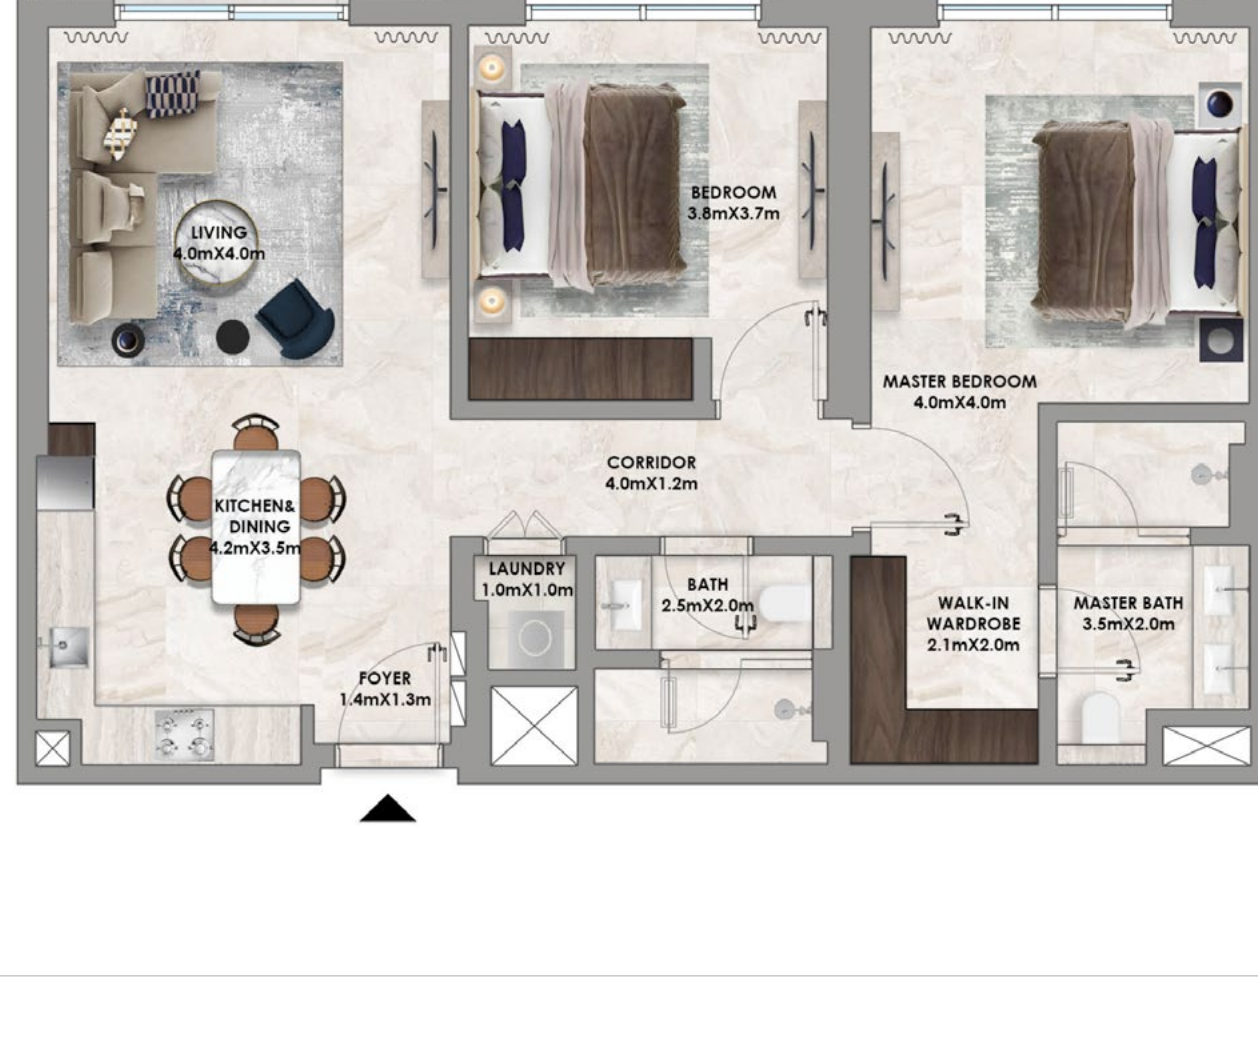 LIVING
4.0mX4.0m
BEDROOM
3.8mX3.7m
MASTER BEDROOM
4.0mX4.0m
CORRIDOR
4.0mX1.2m
KITCHEN&
DINING
4.2mX3.5m
LAUNDRY
1.0mX1.0m
BATH
2.5mX2.0m
WALK-IN
WARDROBE
2.1mX2.0m
MASTER BATH
3.5mX2.0m
FOYER
1.4mX1.3m